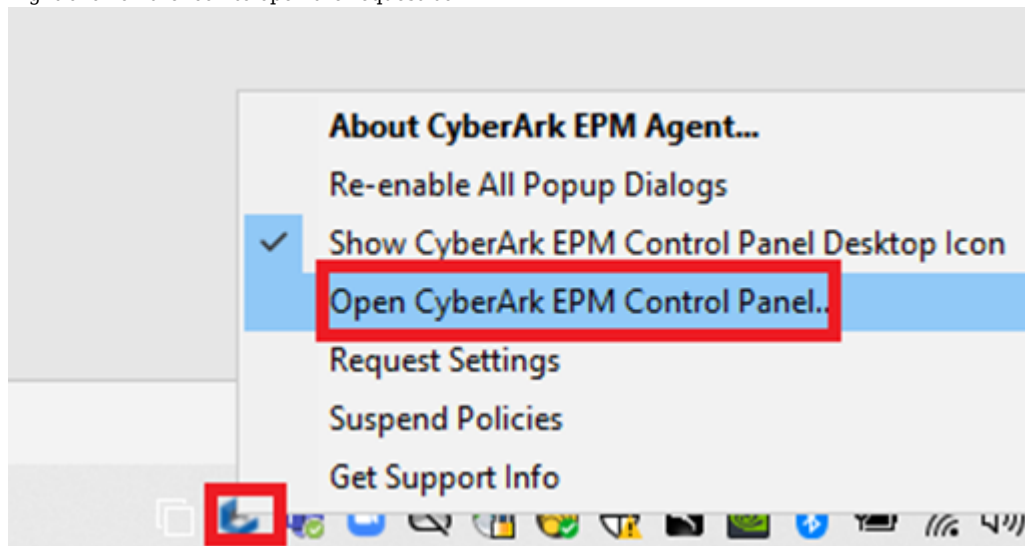 About CyberArk EPM Agent...
Re-enable All Popup Dialogs
Show CyberArk EPM Control Panel Desktop Icon
Open CyberArk EPM Control Panel..
Request Settings
Suspend Policies
Get Support Info